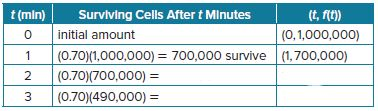 t (min) Surviving Cells After t Minutes (t, f(t))
0 initial amount (0, 1,000,000)
1 (0.70)(1,000,000) = 700,000 survive (1, 700,000)
2 (0.70)(700,000) =
3 (0.70)(490,000) =